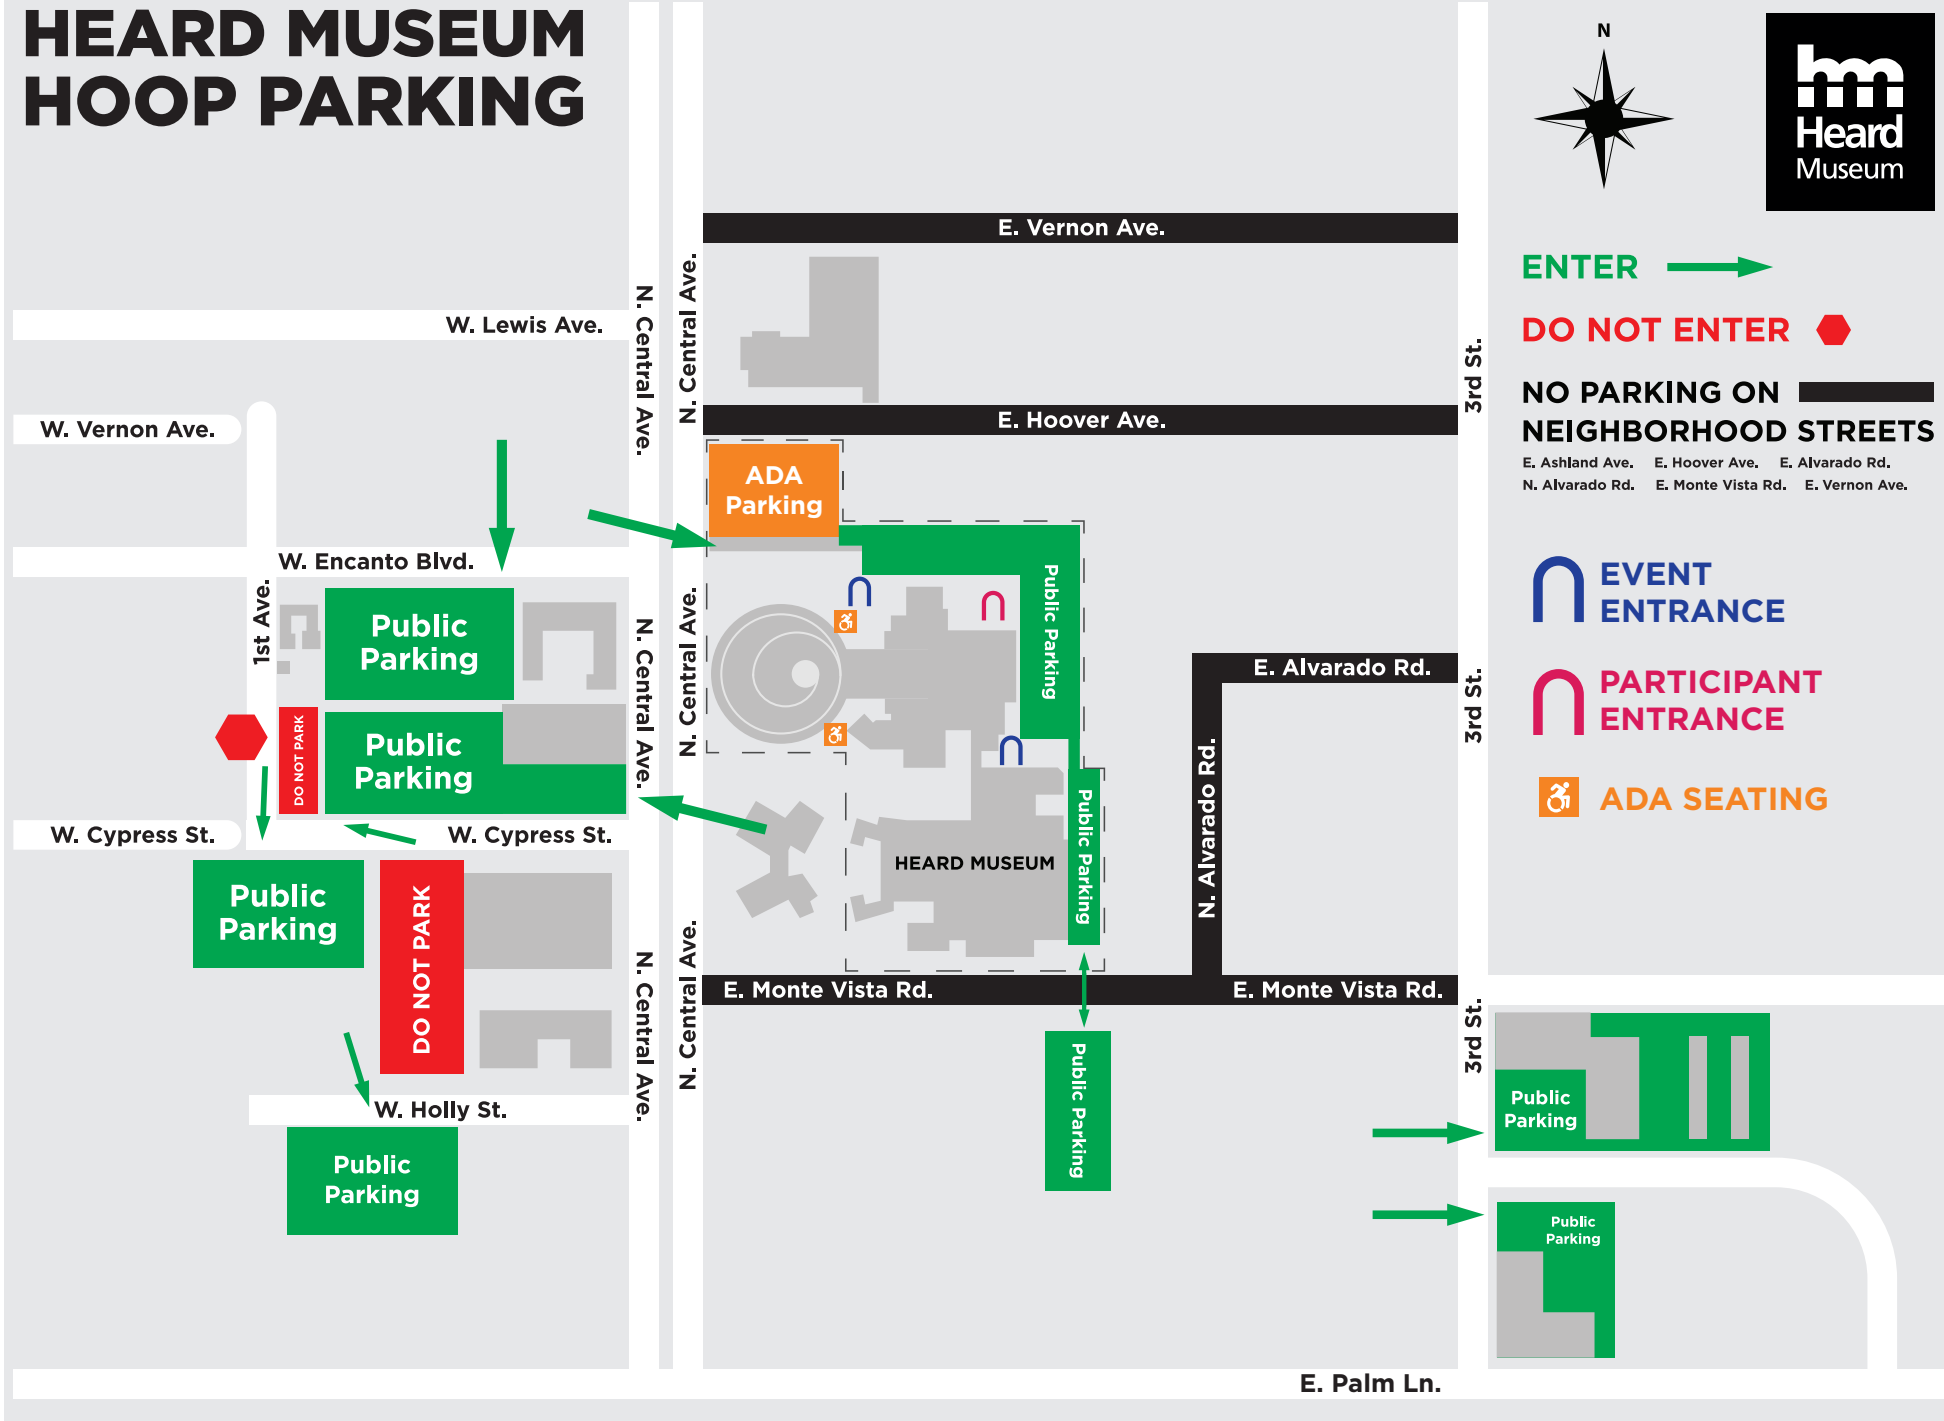 HEARD MUSEUM
HOOP PARKING
N
hm
Heard
Museum
E. Vernon Ave.
ENTER
W. Lewis Ave.
N. Central Ave.
N. Central Ave.
DO NOT ENTER
3rd St.
NO PARKING ON
NEIGHBORHOOD STREETS
E. Ashland Ave. E. Hoover Ave. E. Alvarado Rd.
N. Alvarado Rd. E. Monte Vista Rd. E. Vernon Ave.
W. Vernon Ave.
E. Hoover Ave.
ADA
Parking
W. Encanto Blvd.
1st Ave.
Public
Parking
N. Central Ave.
N. Central Ave.
Public Parking
EVENT
ENTRANCE
E. Alvarado Rd.
3rd St.
PARTICIPANT
ENTRANCE
DO NOT PARK
Public
Parking
N. Alvarado Rd.
ADA SEATING
W. Cypress St.
W. Cypress St.
Public Parking
HEARD MUSEUM
Public
Parking
DO NOT PARK
N. Central Ave.
N. Central Ave.
E. Monte Vista Rd.
E. Monte Vista Rd.
3rd St.
Public Parking
Public
Parking
W. Holly St.
Public
Parking
Public
Parking
E. Palm Ln.